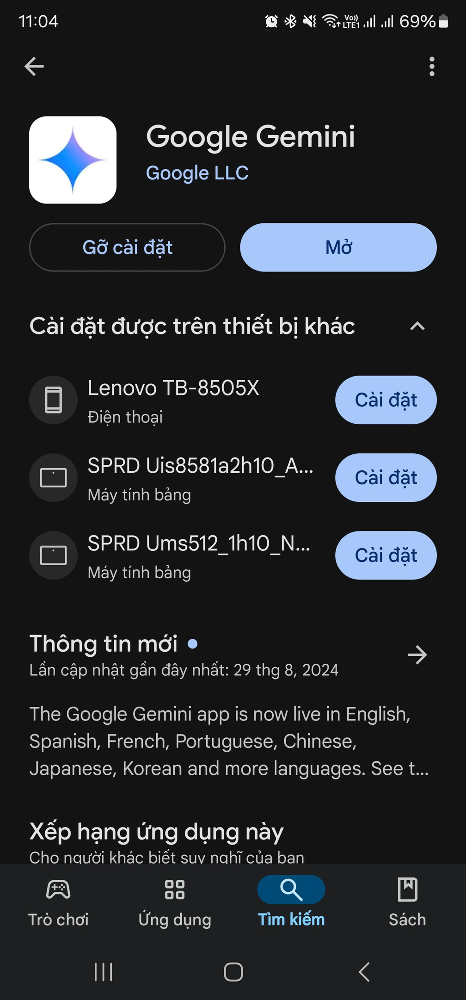 11:04
Vo))
LTE1
69%
Google Gemini
Google LLC
Gỡ cài đặt
Mở
Cài đặt được trên thiết bị khác
Lenovo TB-8505X
Điện thoại
Cài đặt
SPRD Uis8581a2h10_A...
Máy tính bảng
Cài đặt
SPRD Ums512_1h10_N...
Máy tính bảng
Cài đặt
Thông tin mới
Lần cập nhật gần đây nhất: 29 thg 8, 2024
The Google Gemini app is now live in English,
Spanish, French, Portuguese, Chinese,
Japanese, Korean and more languages. See t...
Xếp hạng ứng dụng này
Cho người khác biết suy nghĩ của bạn
Trò chơi
Ứng dụng
Tìm kiếm
Sách